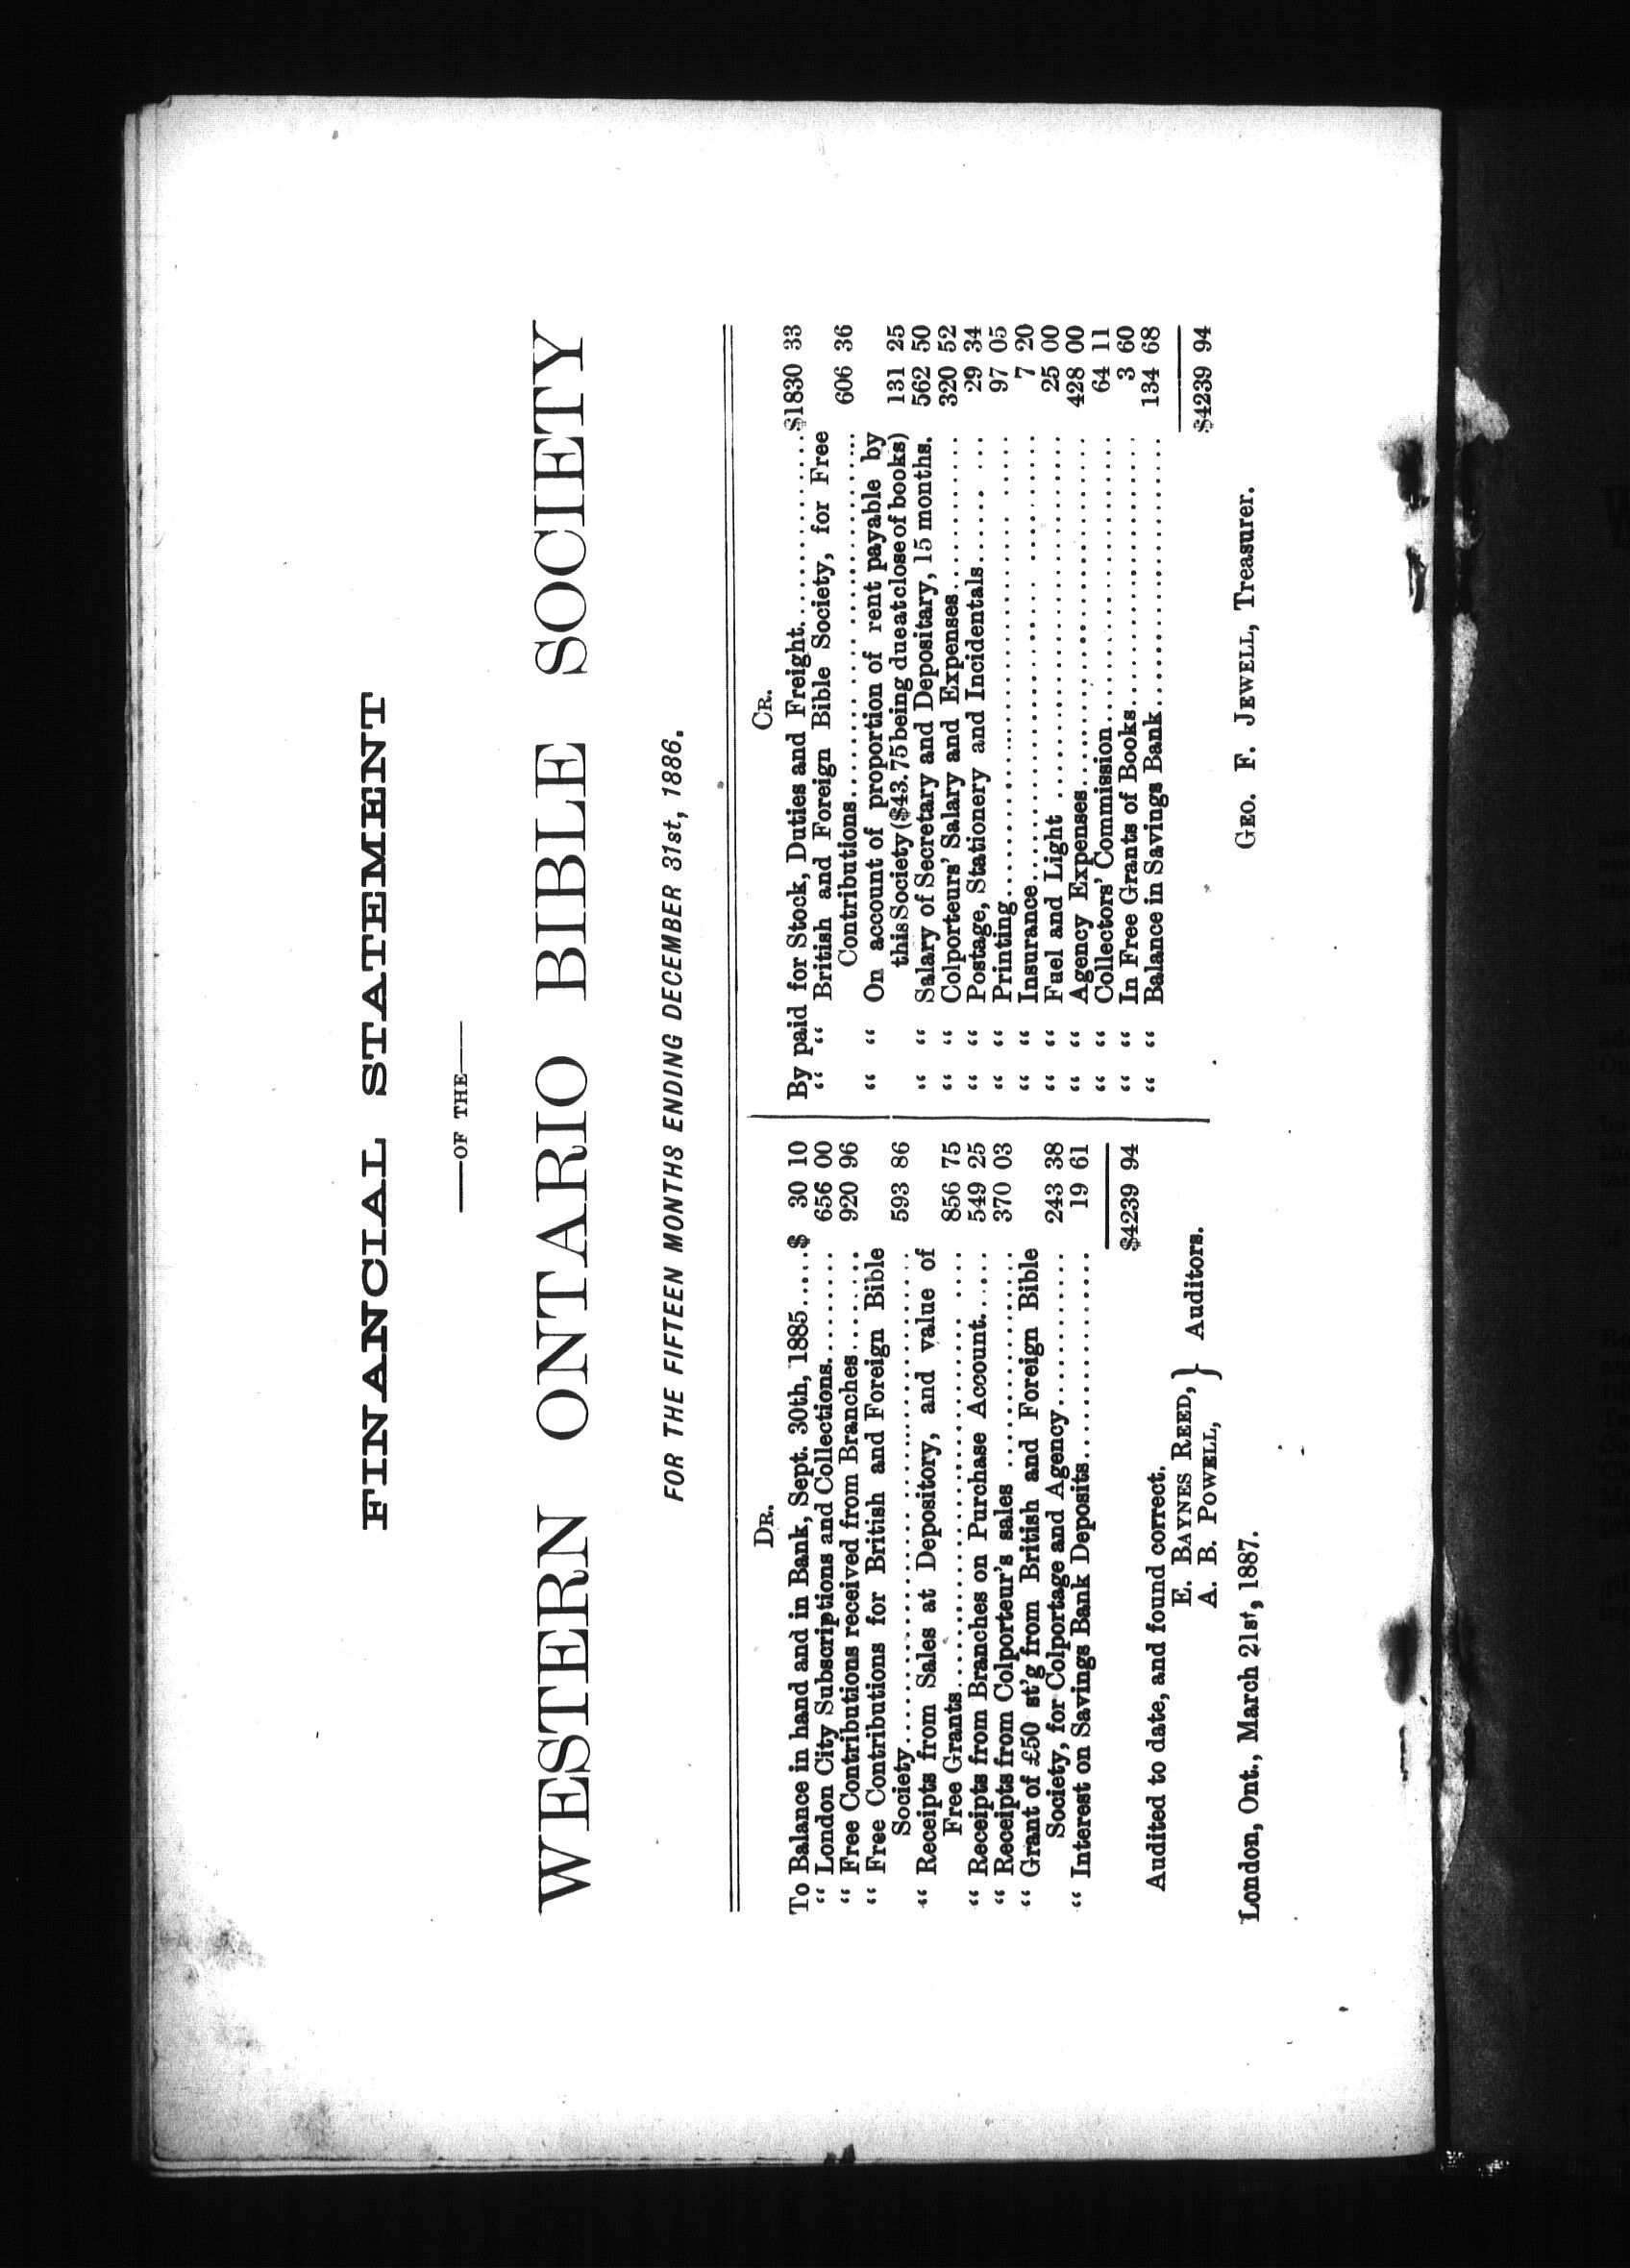 FINANCIAL STATEMENT
—OF THE—
WESTERN ONTARIO BIBLE SOCIETY
FOR THE FIFTEEN MONTHS ENDING DECEMBER 31st, 1886.
DR.
To Balance in hand and in Bank, Sept. 30th, 1885.....$ 30 10
“ London City Subscriptions and Collections......... 656 00
“ Free Contributions received from Branches....... 920 96
“ Free Contributions for British and Foreign Bible
Society........................................ 593 86
“ Receipts from Sales at Depository, and value of
Free Grants.................................... 856 75
“ Receipts from Branches on Purchase Account...... 549 25
“ Receipts from Colporteur's sales ................ 370 03
“ Grant of £50 st'g from British and Foreign Bible
Society, for Colportage and Agency........... 243 38
“ Interest on Savings Bank Deposits................ 19 61
$4239 94
Audited to date, and found correct.
E. BAYNES REED, }
A. B. POWELL, } Auditors.
London, Ont., March 21st, 1887.
CR.
By paid for Stock, Duties and Freight................$1830 33
“ “ British and Foreign Bible Society, for Free
Contributions............................ 606 36
“ “ On account of proportion of rent payable by
this Society ($43.75 being due at close of books) 131 25
“ “ Salary of Secretary and Depositary, 15 months. 562 50
“ “ Colporteurs' Salary and Expenses........... 320 52
“ “ Postage, Stationery and Incidentals...... ... 29 34
“ “ Printing................................... 97 05
“ “ Insurance.................................. 7 20
“ “ Fuel and Light ............................ 25 00
“ “ Agency Expenses........................... 428 00
“ “ Collectors' Commission..................... 64 11
“ “ In Free Grants of Books.................... 3 60
“ “ Balance in Savings Bank.................... 134 68
$4239 94
GEO. F. JEWELL, Treasurer.